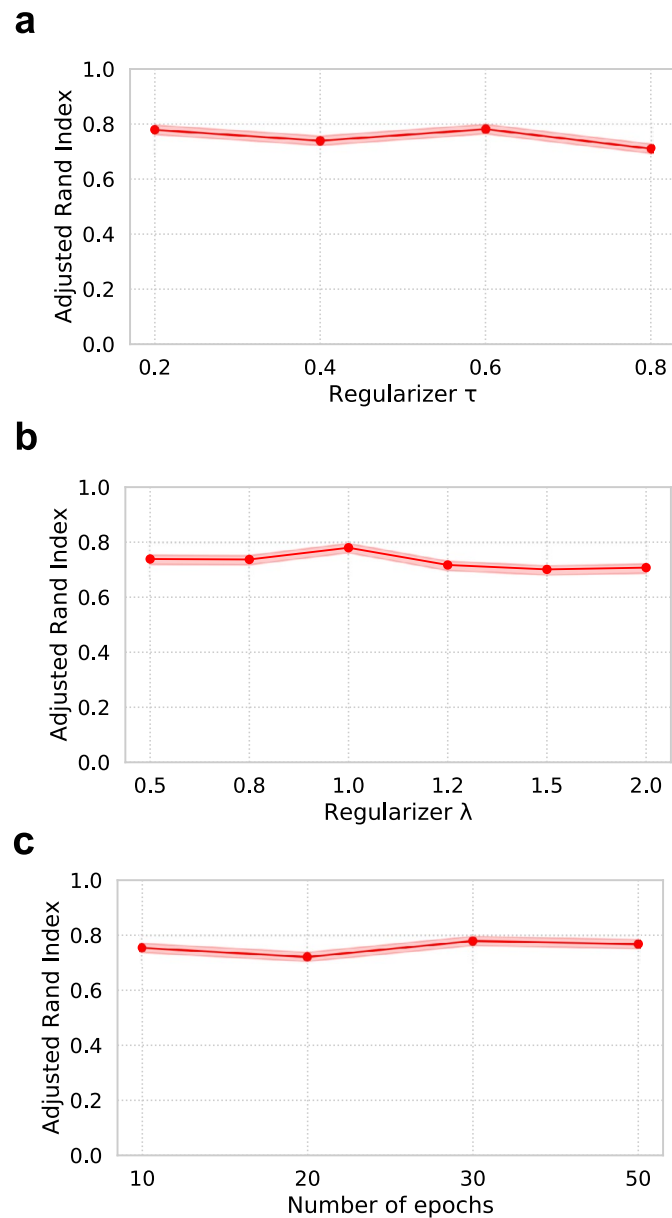 a
1.0
0.8
0.6
0.4
0.2
0.0
Adjusted Rand Index
0.2 0.4 0.6 0.8
Regularizer τ
b
1.0
0.8
0.6
0.4
0.2
0.0
Adjusted Rand Index
0.5 0.8 1.0 1.2 1.5 2.0
Regularizer λ
c
1.0
0.8
0.6
0.4
0.2
0.0
Adjusted Rand Index
10 20 30 50
Number of epochs